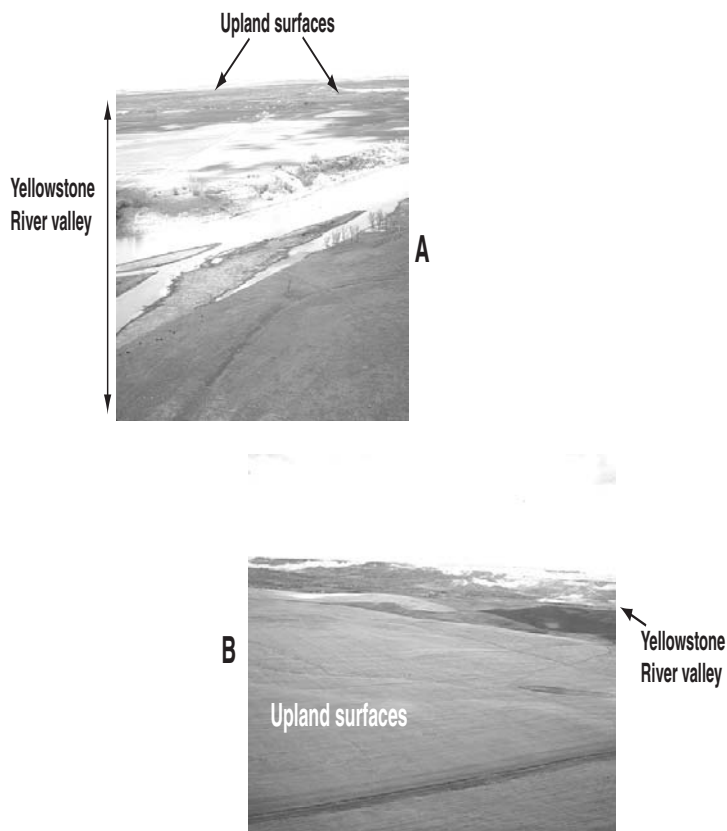 Upland surfaces
Yellowstone
River valley
A
B
Upland surfaces
Yellowstone
River valley